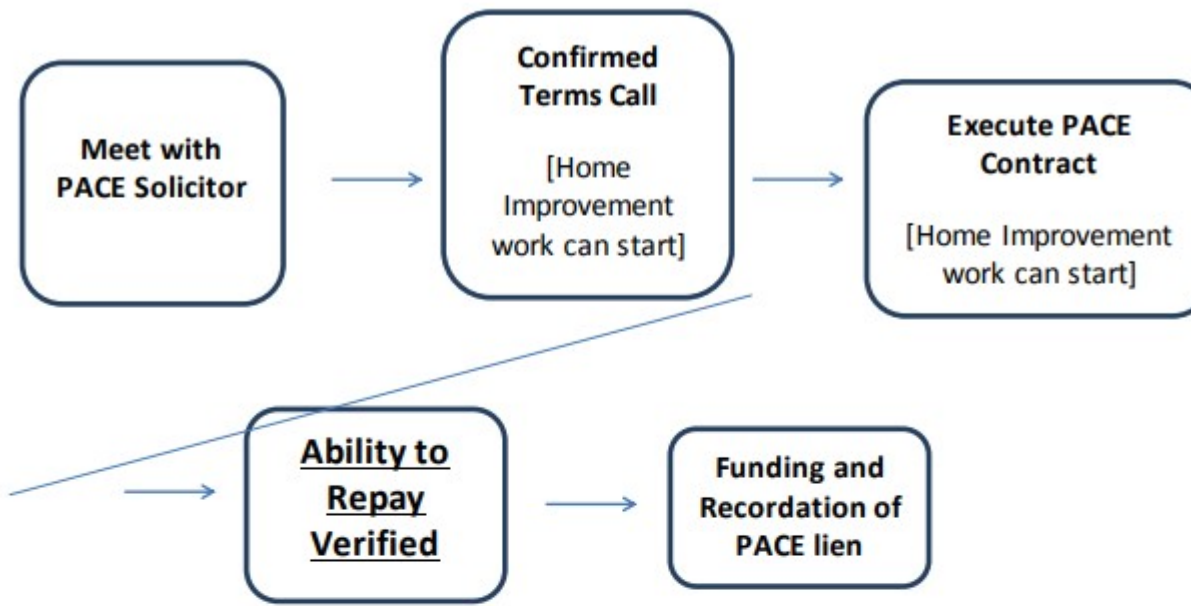 Meet with
PACE Solicitor
Confirmed
Terms Call
[Home
Improvement
work can start]
Execute PACE
Contract
[Home Improvement
work can start]
Ability to
Repay
Verified
Funding and
Recordation of
PACE lien